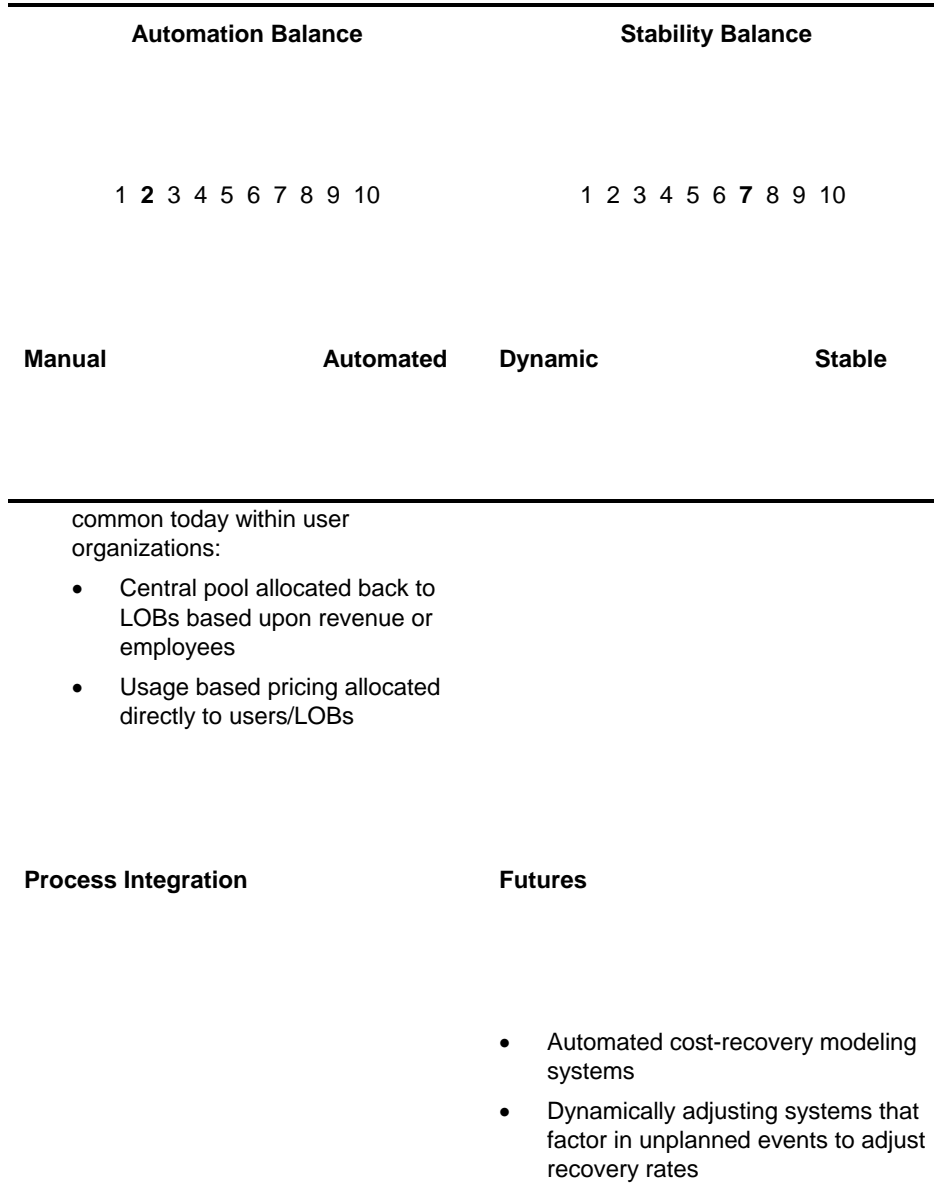 Automation Balance Stability Balance
1 2 3 4 5 6 7 8 9 10 1 2 3 4 5 6 7 8 9 10
Manual Automated Dynamic Stable
common today within user
organizations:
• Central pool allocated back to
LOBs based upon revenue or
employees
• Usage based pricing allocated
directly to users/LOBs
Process Integration Futures
• Automated cost-recovery modeling
systems
• Dynamically adjusting systems that
factor in unplanned events to adjust
recovery rates